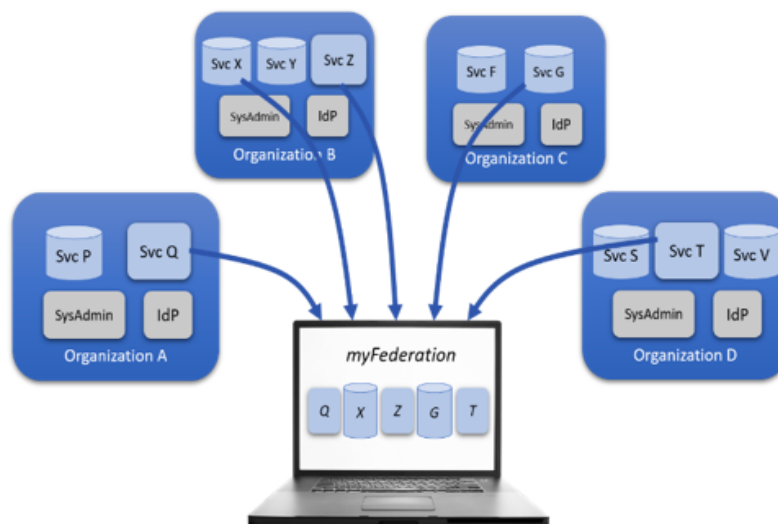 Svc X
Svc Y
Svc Z
SysAdmin
IdP
Organization B
Svc F
Svc G
SysAdmin
IdP
Organization C
Svc P
Svc Q
SysAdmin
IdP
Organization A
Svc S
Svc T
Svc V
SysAdmin
IdP
Organization D
myFederation
Q
X
Z
G
T